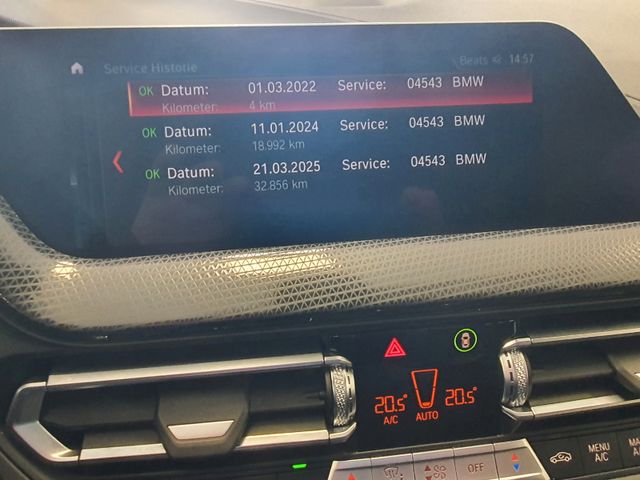 Service Historie Beats 14:57
OK Datum: 01.03.2022 Service: 04543 BMW
Kilometer: 4 km
OK Datum: 11.01.2024 Service: 04543 BMW
Kilometer: 18.992 km
OK Datum: 21.03.2025 Service: 04543 BMW
Kilometer: 32.856 km
20.5° 20.5°
A/C AUTO
OFF
MENU
A/C